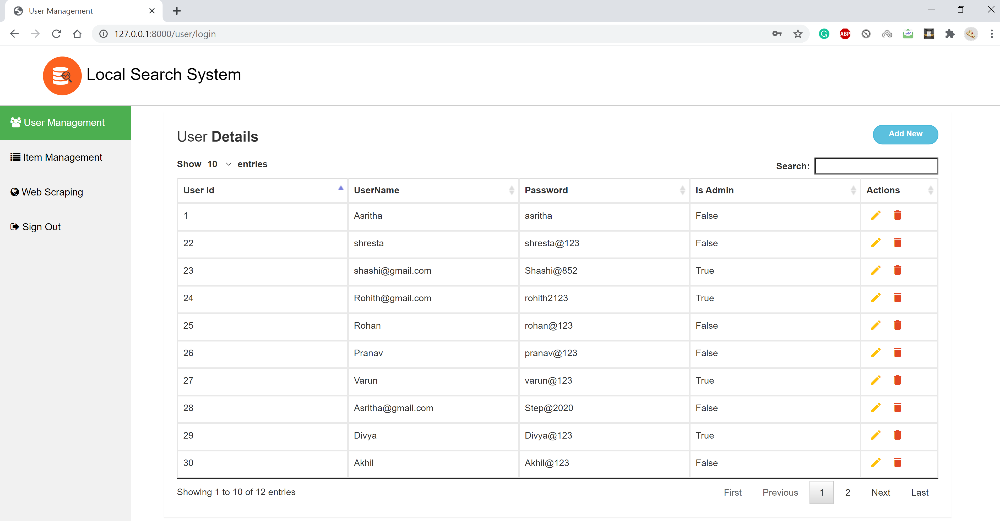 User Management
127.0.0.1:8000/user/login
ABP
Local Search System
User Management
Item Management
Web Scraping
Sign Out
User Details
Add New
Show 10 entries
Search:
User Id UserName Password Is Admin Actions
1 Asritha asritha False
22 shresta shresta@123 False
23 shashi@gmail.com Shashi@852 True
24 Rohith@gmail.com rohith2123 True
25 Rohan rohan@123 False
26 Pranav pranav@123 False
27 Varun varun@123 True
28 Asritha@gmail.com Step@2020 False
29 Divya Divya@123 True
30 Akhil Akhil@123 False
Showing 1 to 10 of 12 entries
First Previous 1 2 Next Last